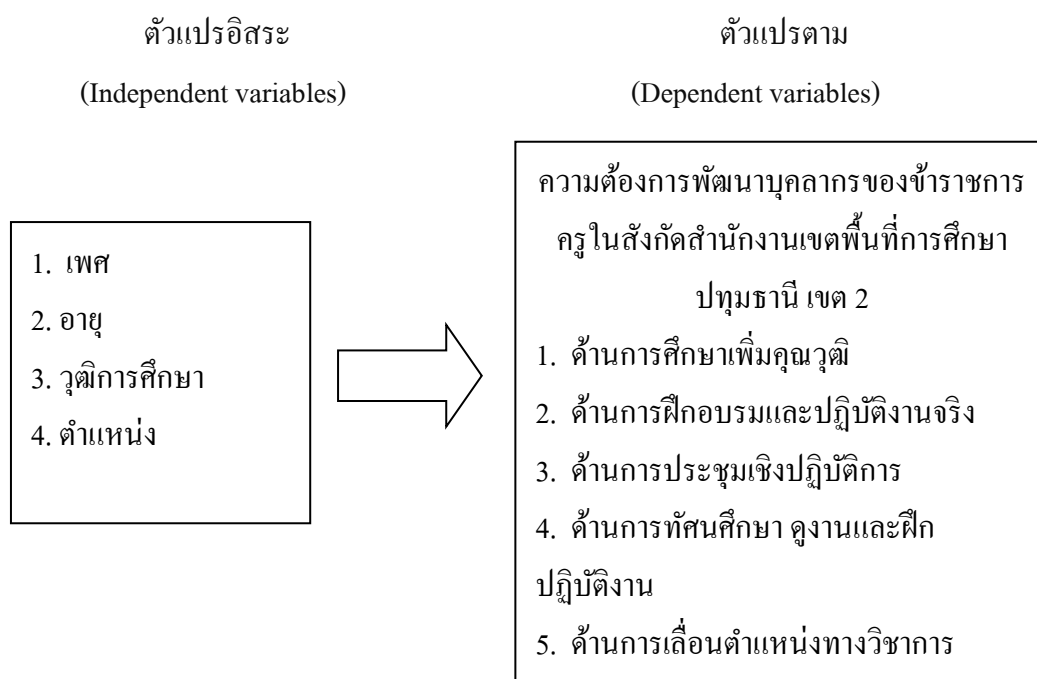 ตัวแปรอิสระ
(Independent variables)
1. เพศ
2. อายุ
3. วุฒิการศึกษา
4. ตำแหน่ง
ตัวแปรตาม
(Dependent variables)
ความต้องการพัฒนาบุคลากรของข้าราชการ
ครูในสังกัดสำนักงานเขตพื้นที่การศึกษา
ปทุมธานี เขต 2
1. ด้านการศึกษาเพิ่มคุณวุฒิ
2. ด้านการฝึกอบรมและปฏิบัติงานจริง
3. ด้านการประชุมเชิงปฏิบัติการ
4. ด้านการทัศนศึกษา ดูงานและฝึก
ปฏิบัติงาน
5. ด้านการเลื่อนตำแหน่งทางวิชาการ